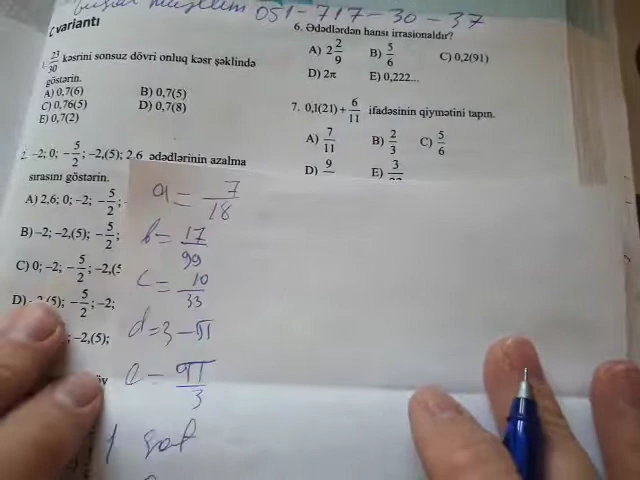 051-717-30-37
C variantı
1. 23/30 kəsrini sonsuz dövri onluq kəsr şəklində
göstərin.
A) 0,7(6) B) 0,7(5)
C) 0,76(5) D) 0,7(8)
E) 0,7(2)
2. –2; 0; –5/2; –2,(5); 2,6 ədədlərinin azalma
sırasını göstərin.
A) 2,6; 0; –2; –5/2;
B) –2; –2,(5); –5/2;
C) 0; –2; –5/2; –2,(5
D) –2,(5); –5/2; –2;
; –2,(5);
6. Ədədlərdən hansı irrasionaldır?
A) 2 2/9 B) 5/6 C) 0,2(91)
D) 2π E) 0,222...
7. 0,1(21) + 6/11 ifadəsinin qiymətini tapın.
A) 7/11 B) 2/3 C) 5/6
D) 9 E) 3
a = 7/18
b = 17/99
c = 10/33
d = 3 – π
e – π/3